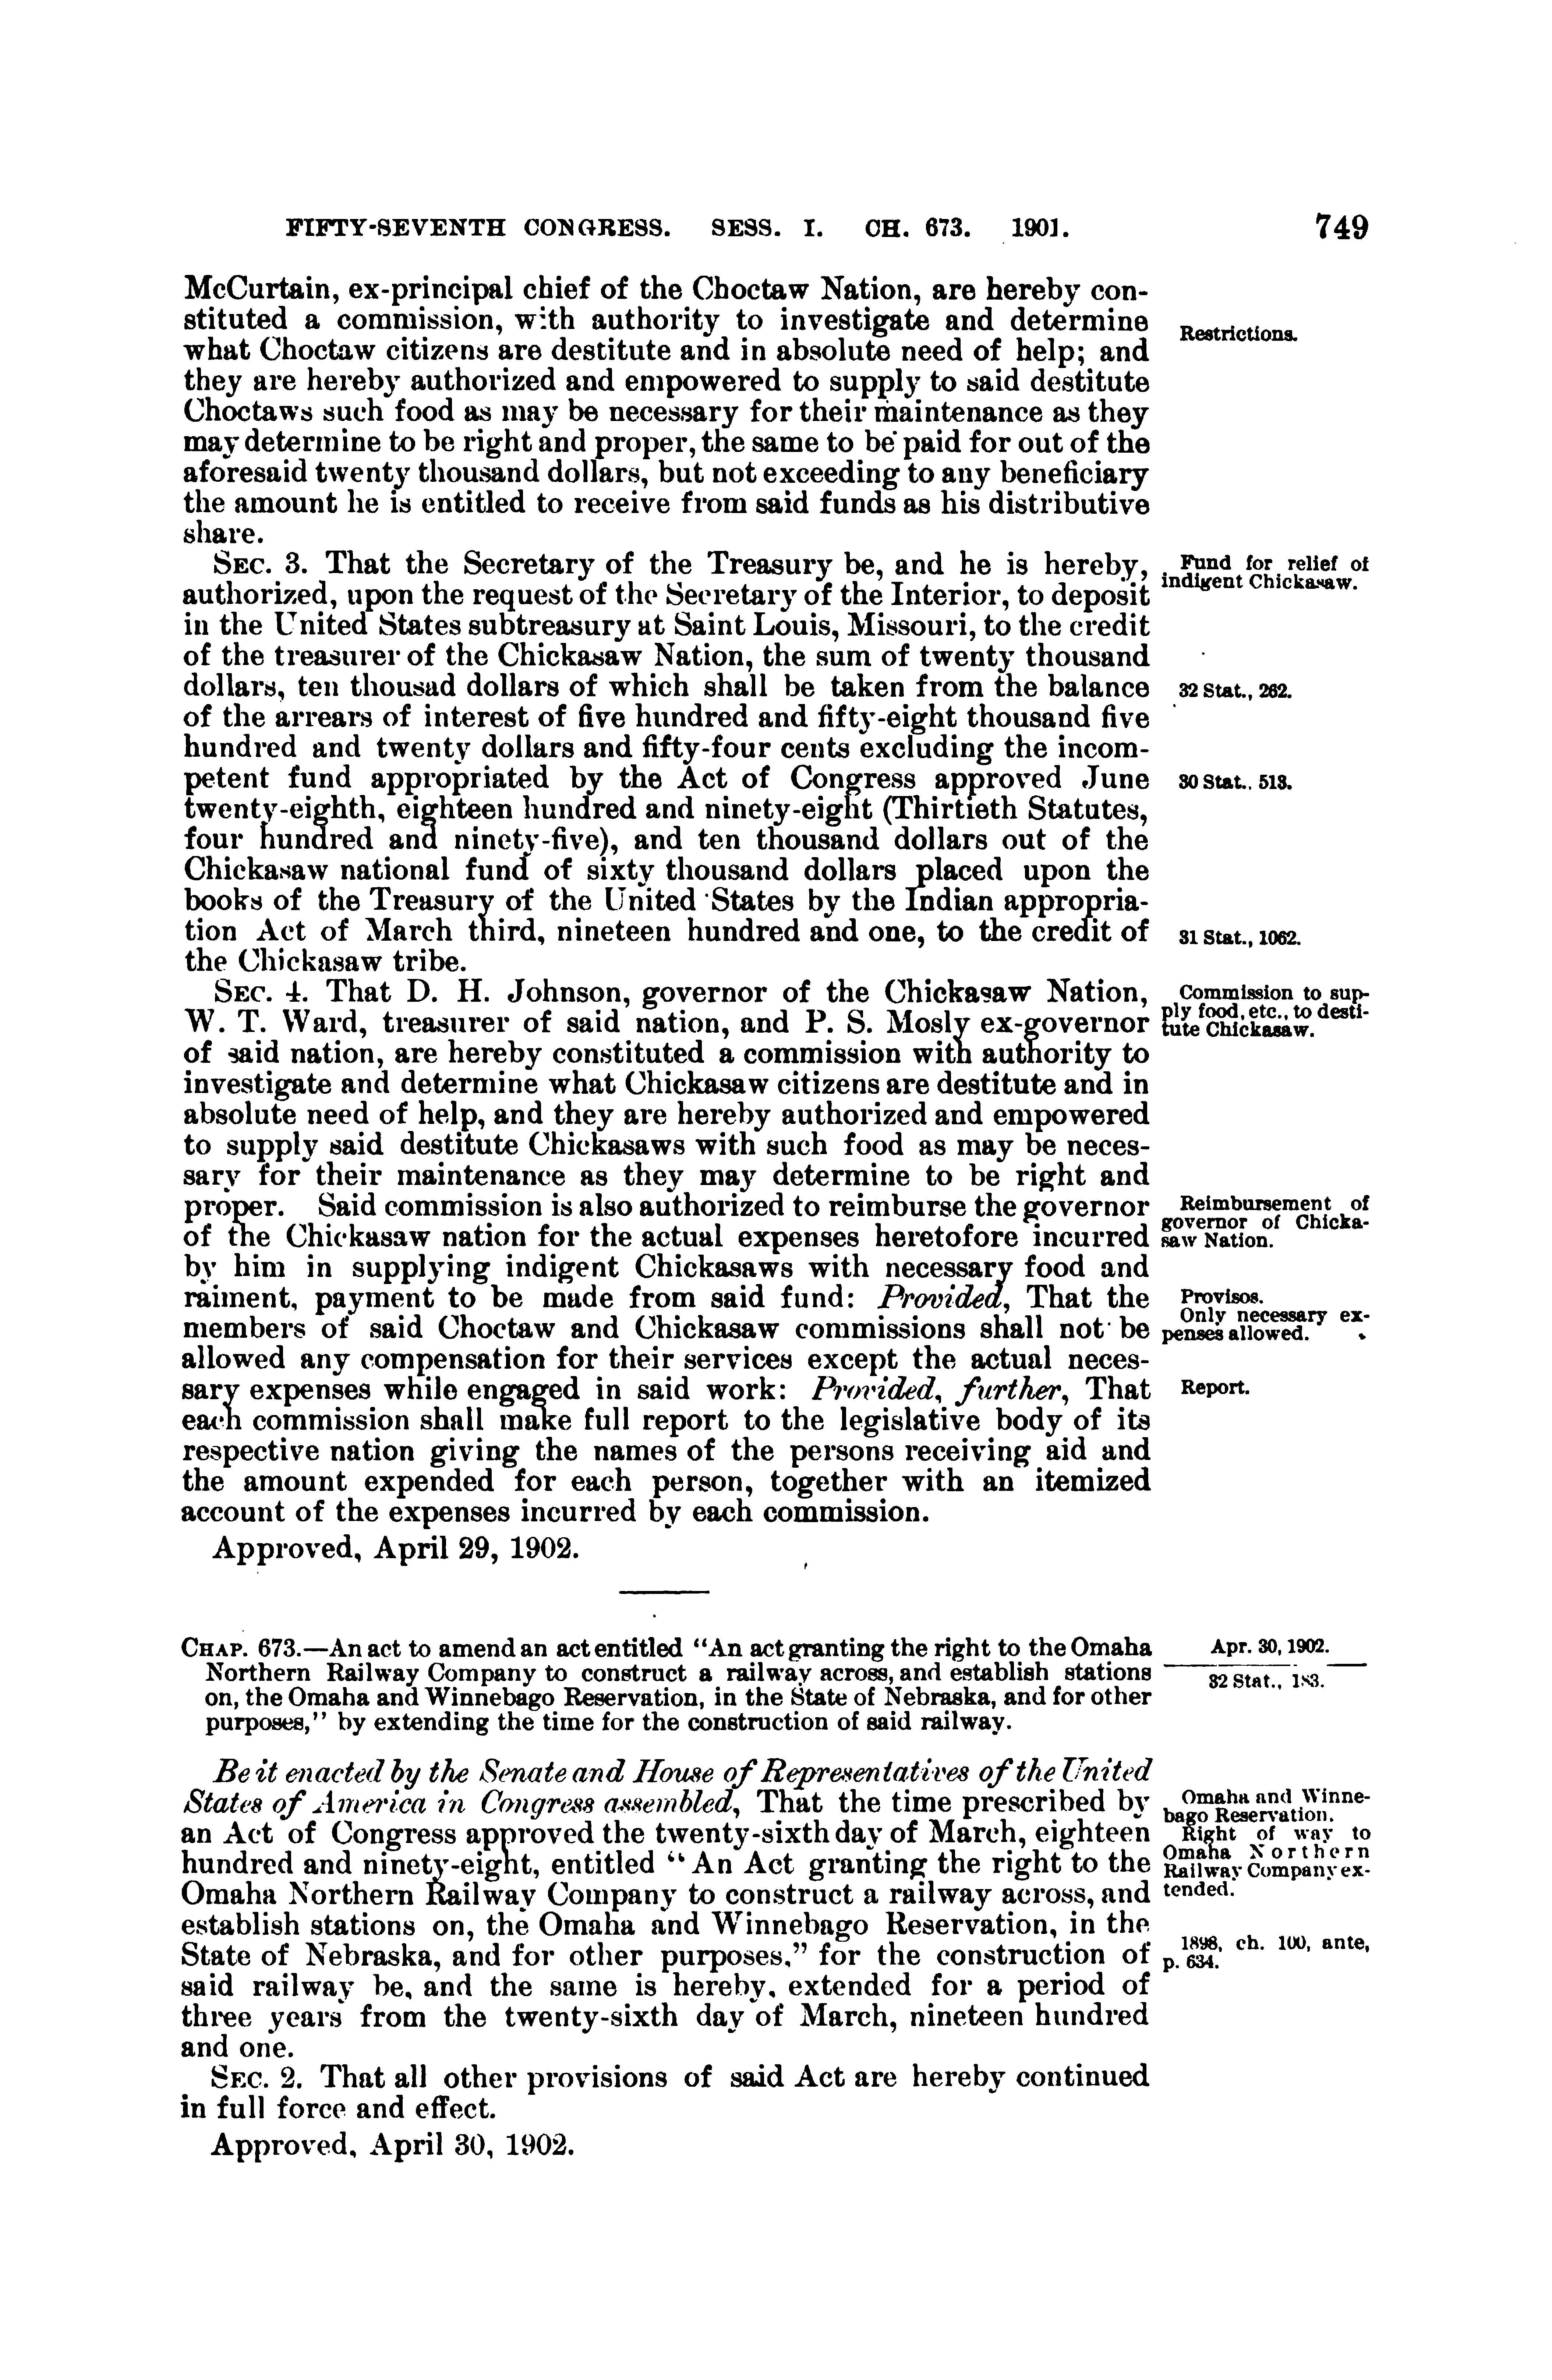 FIFTY-SEVENTH CONGRESS. SESS. I. CH. 673. 1901. 749
McCurtain, ex-principal chief of the Choctaw Nation, are hereby con-
stituted a commission, with authority to investigate and determine
Restrictions.
what Choctaw citizens are destitute and in absolute need of help; and
they are hereby authorized and empowered to supply to said destitute
Choctaws such food as may be necessary for their maintenance as they
may determine to be right and proper, the same to be paid for out of the
aforesaid twenty thousand dollars, but not exceeding to any beneficiary
the amount he is entitled to receive from said funds as his distributive
share.
SEC. 3. That the Secretary of the Treasury be, and he is hereby,
Fund for relief of
indigent Chickasaw.
authorized, upon the request of the Secretary of the Interior, to deposit
in the United States subtreasury at Saint Louis, Missouri, to the credit
of the treasurer of the Chickasaw Nation, the sum of twenty thousand
dollars, ten thousad dollars of which shall be taken from the balance
32 Stat., 262.
of the arrears of interest of five hundred and fifty-eight thousand five
hundred and twenty dollars and fifty-four cents excluding the incom-
petent fund appropriated by the Act of Congress approved June
30 Stat., 513.
twenty-eighth, eighteen hundred and ninety-eight (Thirtieth Statutes,
four hundred and ninety-five), and ten thousand dollars out of the
Chickasaw national fund of sixty thousand dollars placed upon the
books of the Treasury of the United States by the Indian appropria-
tion Act of March third, nineteen hundred and one, to the credit of
31 Stat., 1062.
the Chickasaw tribe.
SEC. 4. That D. H. Johnson, governor of the Chickasaw Nation,
Commission to sup-
ply food, etc., to desti-
tute Chickasaw.
W. T. Ward, treasurer of said nation, and P. S. Mosly ex-governor
of said nation, are hereby constituted a commission with authority to
investigate and determine what Chickasaw citizens are destitute and in
absolute need of help, and they are hereby authorized and empowered
to supply said destitute Chickasaws with such food as may be neces-
sary for their maintenance as they may determine to be right and
proper. Said commission is also authorized to reimburse the governor
Reimbursement of
governor of Chicka-
saw Nation.
of the Chickasaw nation for the actual expenses heretofore incurred
by him in supplying indigent Chickasaws with necessary food and
raiment, payment to be made from said fund: Provided, That the
Provisos.
Only necessary ex-
penses allowed.
members of said Choctaw and Chickasaw commissions shall not be
allowed any compensation for their services except the actual neces-
sary expenses while engaged in said work: Provided, further, That
Report.
each commission shall make full report to the legislative body of its
respective nation giving the names of the persons receiving aid and
the amount expended for each person, together with an itemized
account of the expenses incurred by each commission.
Approved, April 29, 1902.
CHAP. 673.—An act to amend an act entitled "An act granting the right to the Omaha
Northern Railway Company to construct a railway across, and establish stations
on, the Omaha and Winnebago Reservation, in the State of Nebraska, and for other
purposes," by extending the time for the construction of said railway.
Apr. 30, 1902.
32 Stat., 183.
Be it enacted by the Senate and House of Representatives of the United
States of America in Congress assembled, That the time prescribed by
an Act of Congress approved the twenty-sixth day of March, eighteen
hundred and ninety-eight, entitled "An Act granting the right to the
Omaha Northern Railway Company to construct a railway across, and
establish stations on, the Omaha and Winnebago Reservation, in the
State of Nebraska, and for other purposes," for the construction of
said railway be, and the same is hereby, extended for a period of
three years from the twenty-sixth day of March, nineteen hundred
and one.
Omaha and Winne-
bago Reservation.
Right of way to
Omaha Northern
Railway Company ex-
tended.
1898, ch. 100, ante,
p. 634.
SEC. 2. That all other provisions of said Act are hereby continued
in full force and effect.
Approved, April 30, 1902.